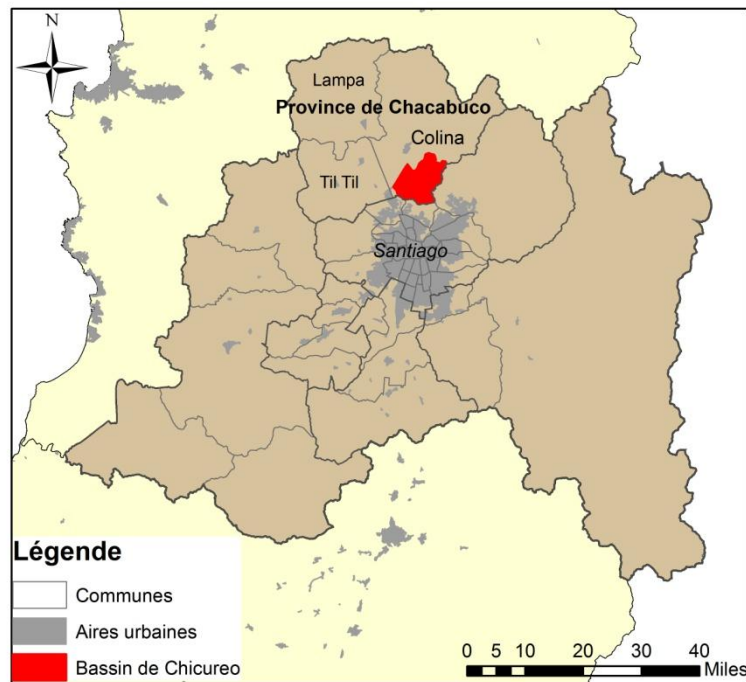 N
Lampa
Province de Chacabuco
Colina
Til Til
Santiago
Légende
Communes
Aires urbaines
Bassin de Chicureo
0 5 10 20 30 40
Miles